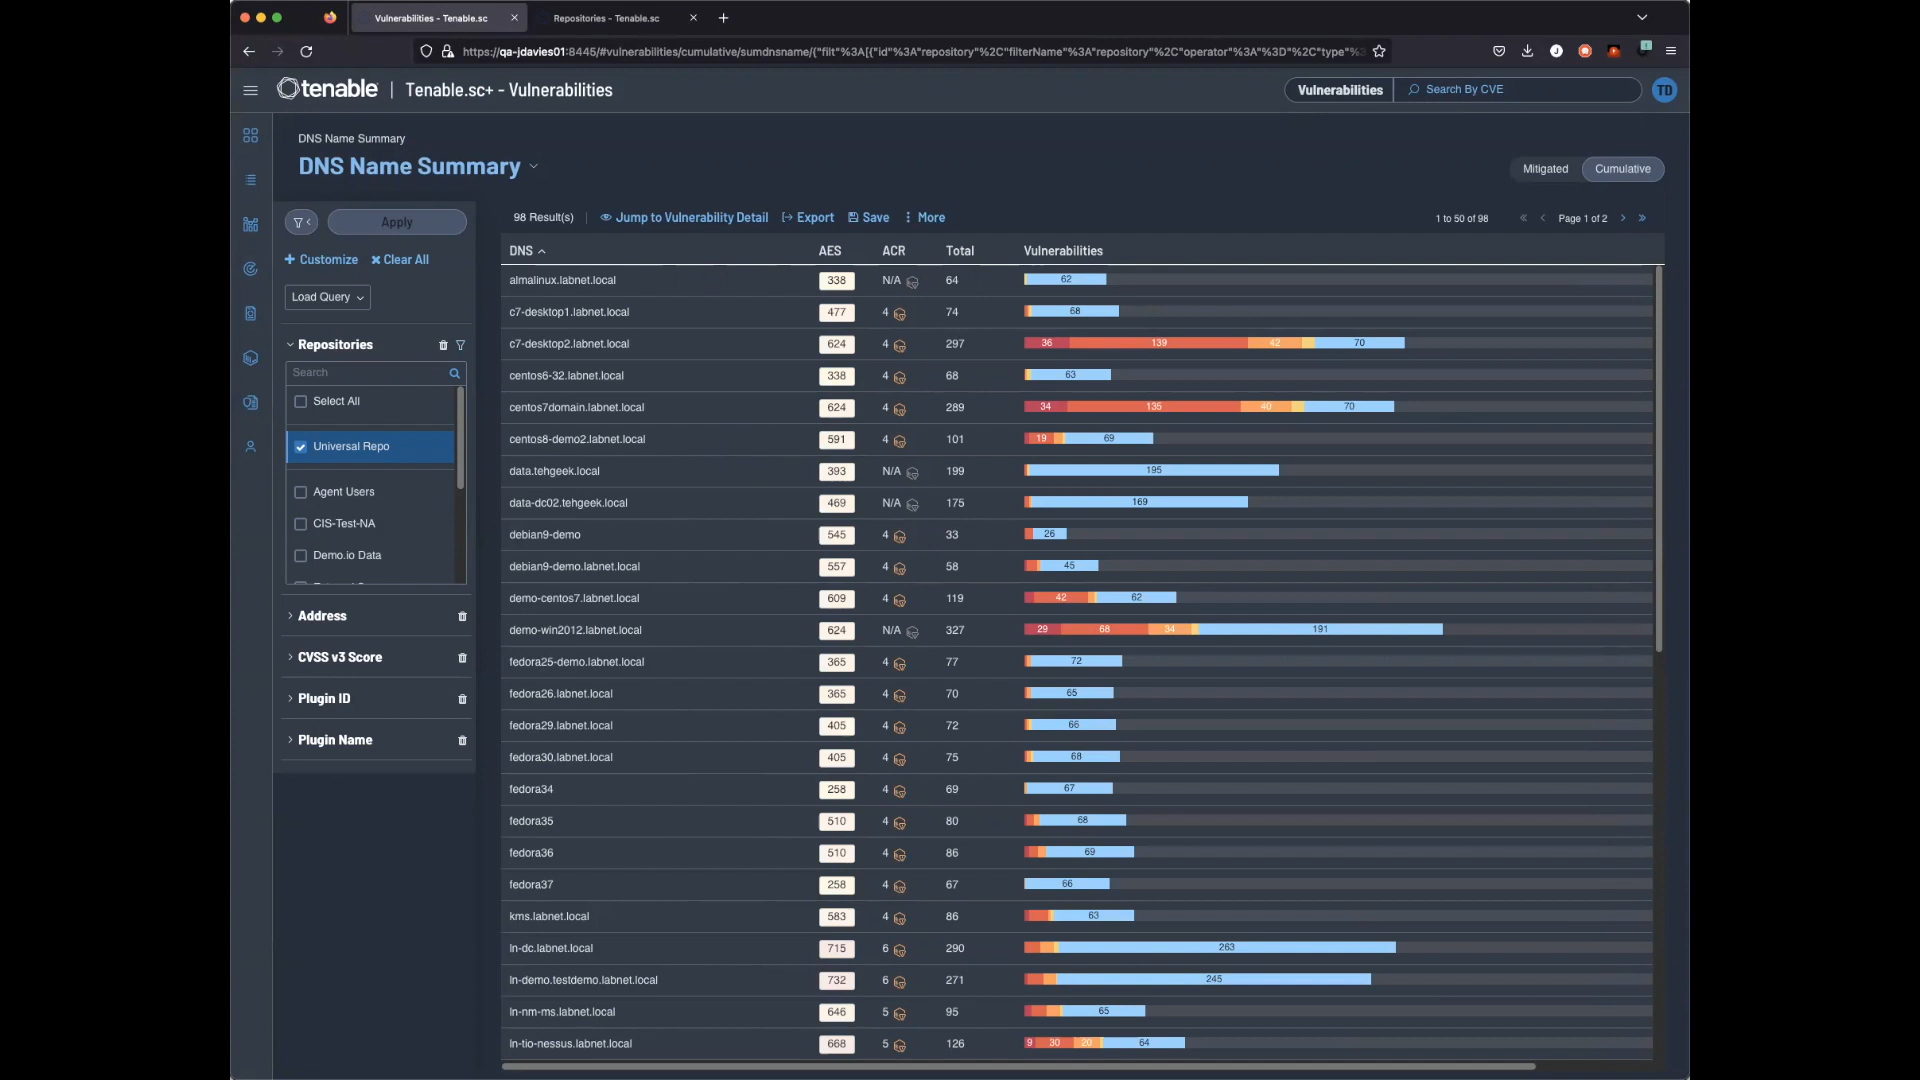 Vulnerabilities - Tenable.sc
Repositories - Tenable.sc
https://qa-jdavies01:8445/#vulnerabilities/cumulative/sumdnsname/{"filt"%3A[{"id"%3A"repository"%2C"filterName"%3A"repository"%2C"operator"%3A"%3D"%2C"type"%
tenable | Tenable.sc+ - Vulnerabilities
Vulnerabilities Search By CVE TD
DNS Name Summary
DNS Name Summary
Mitigated Cumulative
Apply
98 Result(s) Jump to Vulnerability Detail Export Save More 1 to 50 of 98 Page 1 of 2
Customize Clear All
Load Query
Repositories
Search
Select All
Universal Repo
Agent Users
CIS-Test-NA
Demo.io Data
Address
CVSS v3 Score
Plugin ID
Plugin Name
DNS AES ACR Total Vulnerabilities
almalinux.labnet.local 338 N/A 64 62
c7-desktop1.labnet.local 477 4 74 68
c7-desktop2.labnet.local 624 4 297 36 139 42 70
centos6-32.labnet.local 338 4 68 63
centos7domain.labnet.local 624 4 289 34 135 40 70
centos8-demo2.labnet.local 591 4 101 19 69
data.tehgeek.local 393 N/A 199 195
data-dc02.tehgeek.local 469 N/A 175 169
debian9-demo 545 4 33 26
debian9-demo.labnet.local 557 4 58 45
demo-centos7.labnet.local 609 4 119 42 62
demo-win2012.labnet.local 624 N/A 327 29 68 34 191
fedora25-demo.labnet.local 365 4 77 72
fedora26.labnet.local 365 4 70 65
fedora29.labnet.local 405 4 72 66
fedora30.labnet.local 405 4 75 68
fedora34 258 4 69 67
fedora35 510 4 80 68
fedora36 510 4 86 69
fedora37 258 4 67 66
kms.labnet.local 583 4 86 63
ln-dc.labnet.local 715 6 290 263
ln-demo.testdemo.labnet.local 732 6 271 245
ln-nm-ms.labnet.local 646 5 95 65
ln-tio-nessus.labnet.local 668 5 126 9 30 20 64